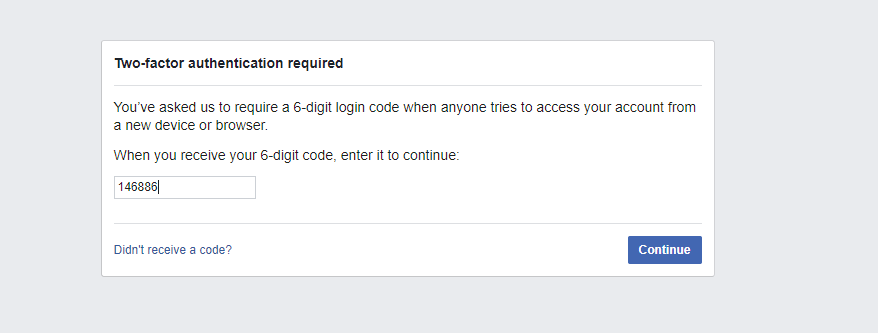 Two-factor authentication required
You've asked us to require a 6-digit login code when anyone tries to access your account from
a new device or browser.
When you receive your 6-digit code, enter it to continue:
146886
Didn't receive a code?
Continue